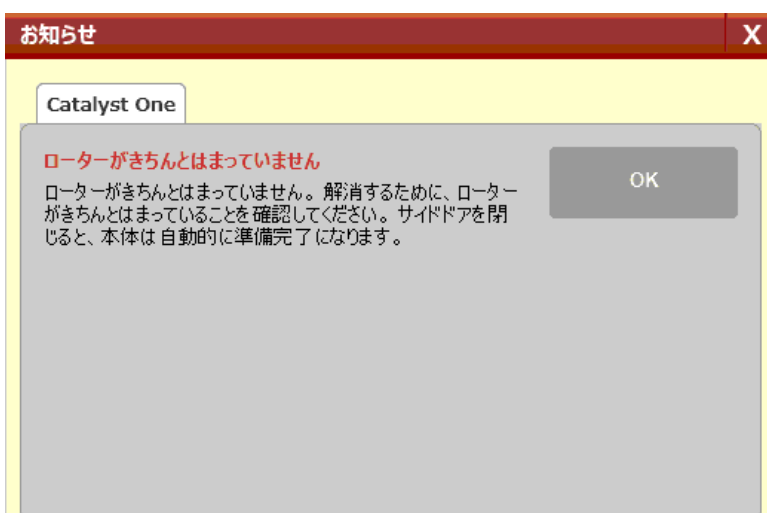 お知らせ
X
Catalyst One
ローターがきちんとはまっていません
ローターがきちんとはまっていません。解消するために、ローター
がきちんとはまっていることを確認してください。サイドドアを閉
じると、本体は自動的に準備完了になります。
OK